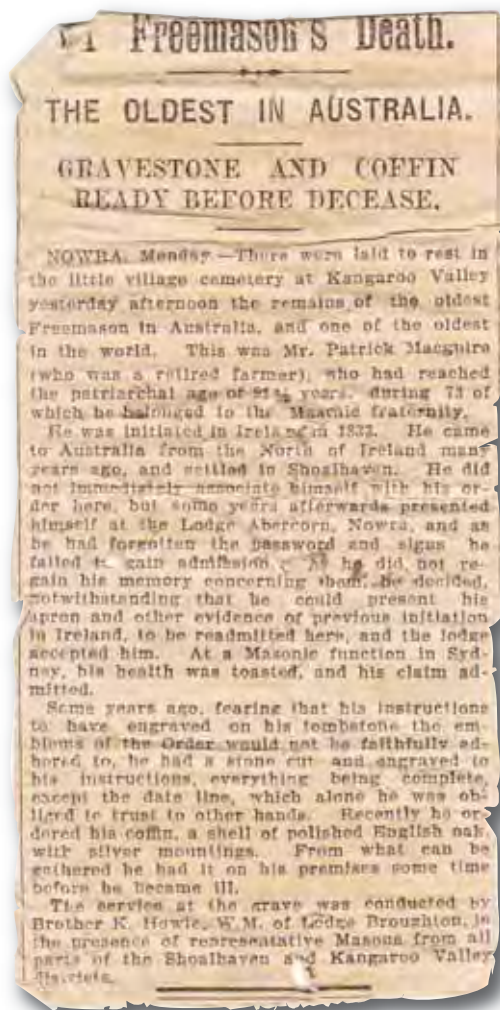 Freemason's Death.
THE OLDEST IN AUSTRALIA.
GRAVESTONE AND COFFIN
READY BEFORE DECEASE.
NOWRA, Monday.—There were laid to rest in
the little village cemetery at Kangaroo Valley
yesterday afternoon the remains of the oldest
Freemason in Australia, and one of the oldest
in the world. This was Mr. Patrick Macguire
(who was a retired farmer), who had reached
the patriarchal age of years, during 73 of
which he belonged to the Masonic fraternity.
He was initiated in Ireland in 1832. He came
to Australia from the North of Ireland many
years ago, and settled in Shoalhaven. He did
not immediately associate himself with his or-
der here, but some years afterwards presented
himself at the Lodge Abercorn, Nowra, and as
he had forgotten the password and signs he
failed to gain admission. As he did not re-
gain his memory concerning them, he decided,
notwithstanding that he could present his
apron and other evidence of previous initiation
in Ireland, to be readmitted here, and the lodge
accepted him. At a Masonic function in Syd-
ney, his health was toasted, and his claim ad-
mitted.
Some years ago, fearing that his instructions
to have engraved on his tombstone the em-
blems of the Order would not be faithfully ad-
hered to, he had a stone cut and engraved to
his instructions, everything being complete,
except the date line, which alone he was ob-
liged to trust to other hands. Recently he or-
dered his coffin, a shell of polished English oak,
with silver mountings. From what can be
gathered he had it on his premises some time
before he became ill.
The service at the grave was conducted by
Brother K. Howie, W.M. of Lodge Broughton, in
the presence of representative Masons from all
parts of the Shoalhaven and Kangaroo Valley
districts.